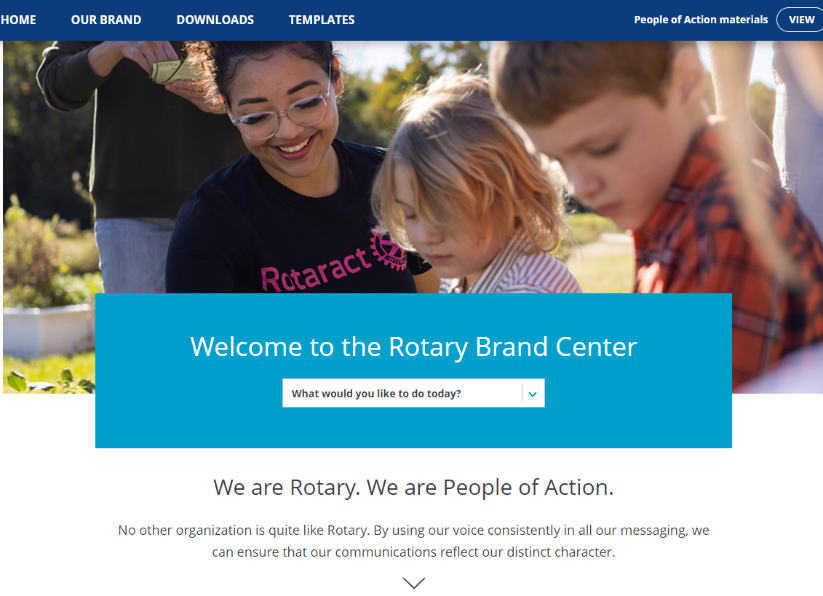 HOME OUR BRAND DOWNLOADS TEMPLATES People of Action materials VIEW
Rotaract
Welcome to the Rotary Brand Center
What would you like to do today?
We are Rotary. We are People of Action.
No other organization is quite like Rotary. By using our voice consistently in all our messaging, we
can ensure that our communications reflect our distinct character.